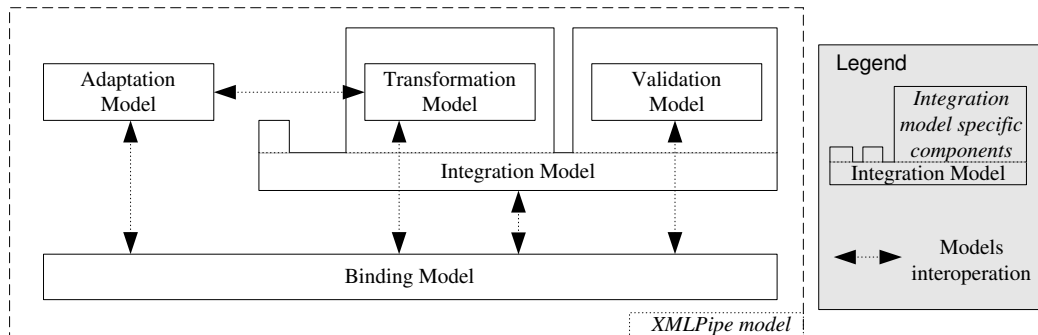 Adaptation
Model
Transformation
Model
Validation
Model
Integration Model
Binding Model
XMLPipe model
Legend
Integration
model specific
components
Integration Model
Models
interoperation